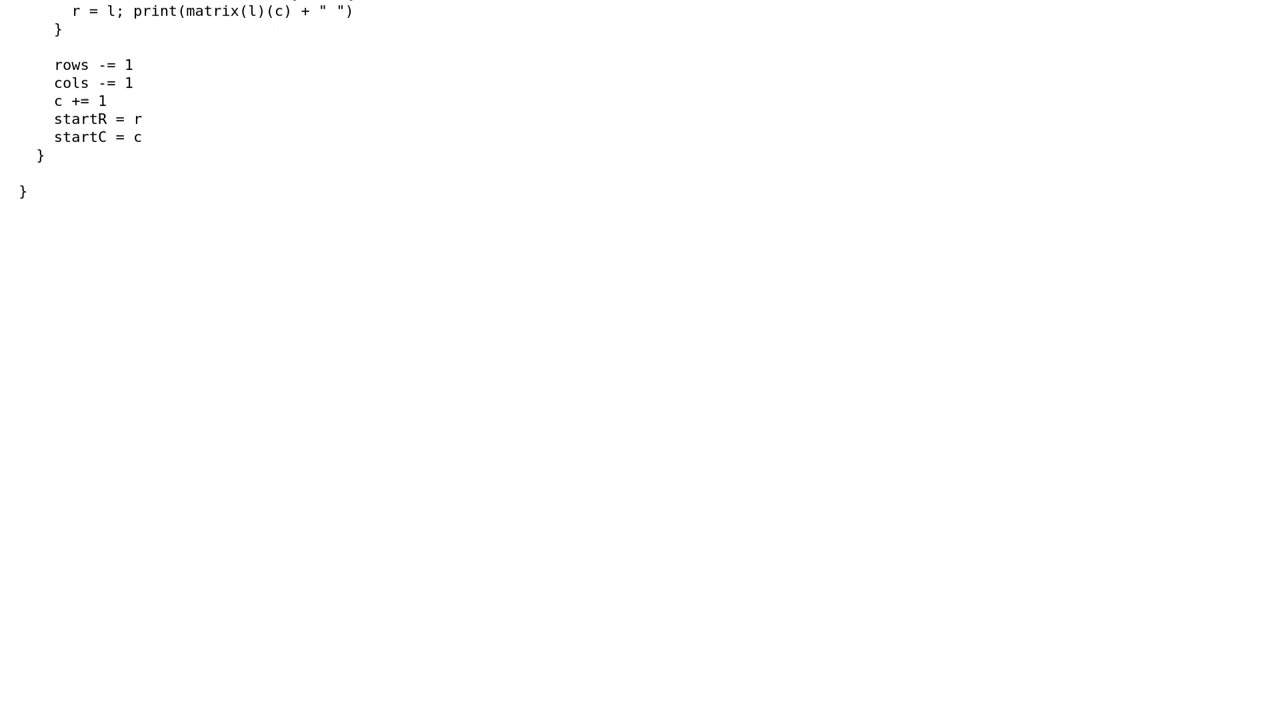 r = l; print(matrix(l)(c) + " ")
}
rows -= 1
cols -= 1
c += 1
startR = r
startC = c
}
}